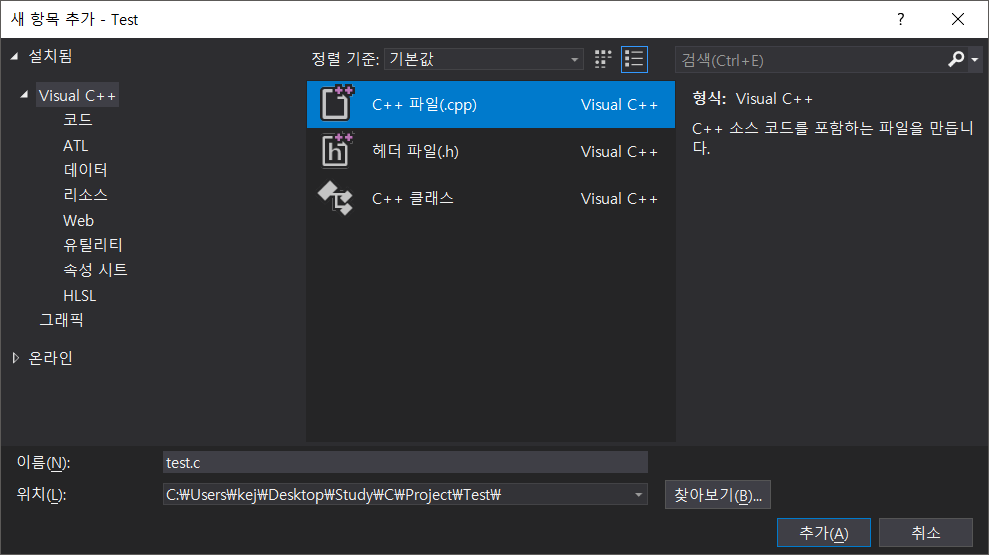 새 항목 추가 - Test
?
설치됨
정렬 기준: 기본값
검색(Ctrl+E)
Visual C++
코드
ATL
데이터
리소스
Web
유틸리티
속성 시트
HLSL
그래픽
온라인
C++ 파일(.cpp) Visual C++
헤더 파일(.h) Visual C++
C++ 클래스 Visual C++
형식: Visual C++
C++ 소스 코드를 포함하는 파일을 만듭니
다.
이름(N): test.c
위치(L): C:₩Users₩kej₩Desktop₩Study₩C₩Project₩Test₩
찾아보기(B)...
추가(A) 취소